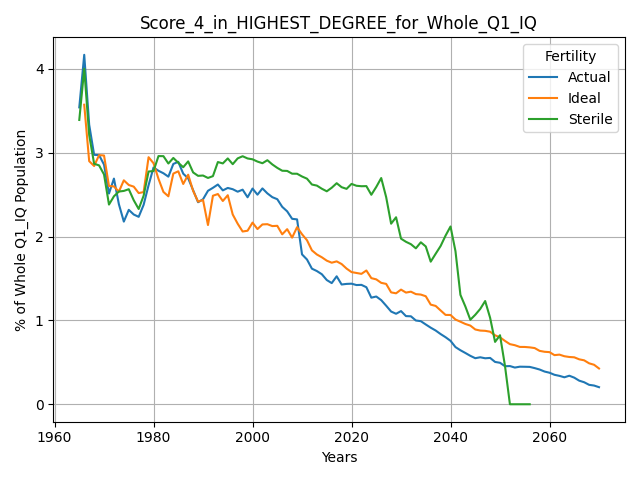 Score_4_in_HIGHEST_DEGREE_for_Whole_Q1_IQ
% of Whole Q1_IQ Population
4
3
2
1
0
Fertility
Actual
Ideal
Sterile
1960
1980
2000
2020
2040
2060
Years